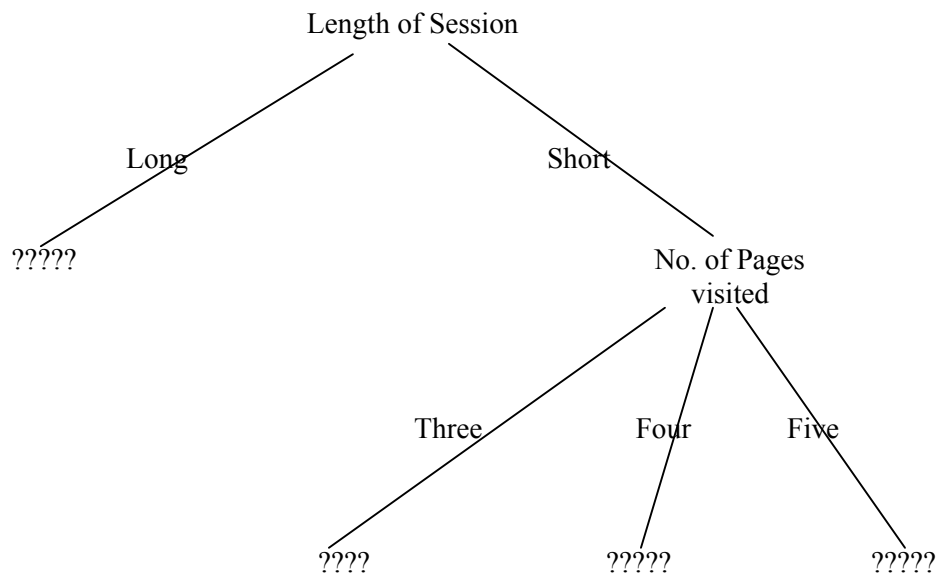 Length of Session
Long
Short
?????
No. of Pages
visited
Three
Four
Five
????
?????
?????